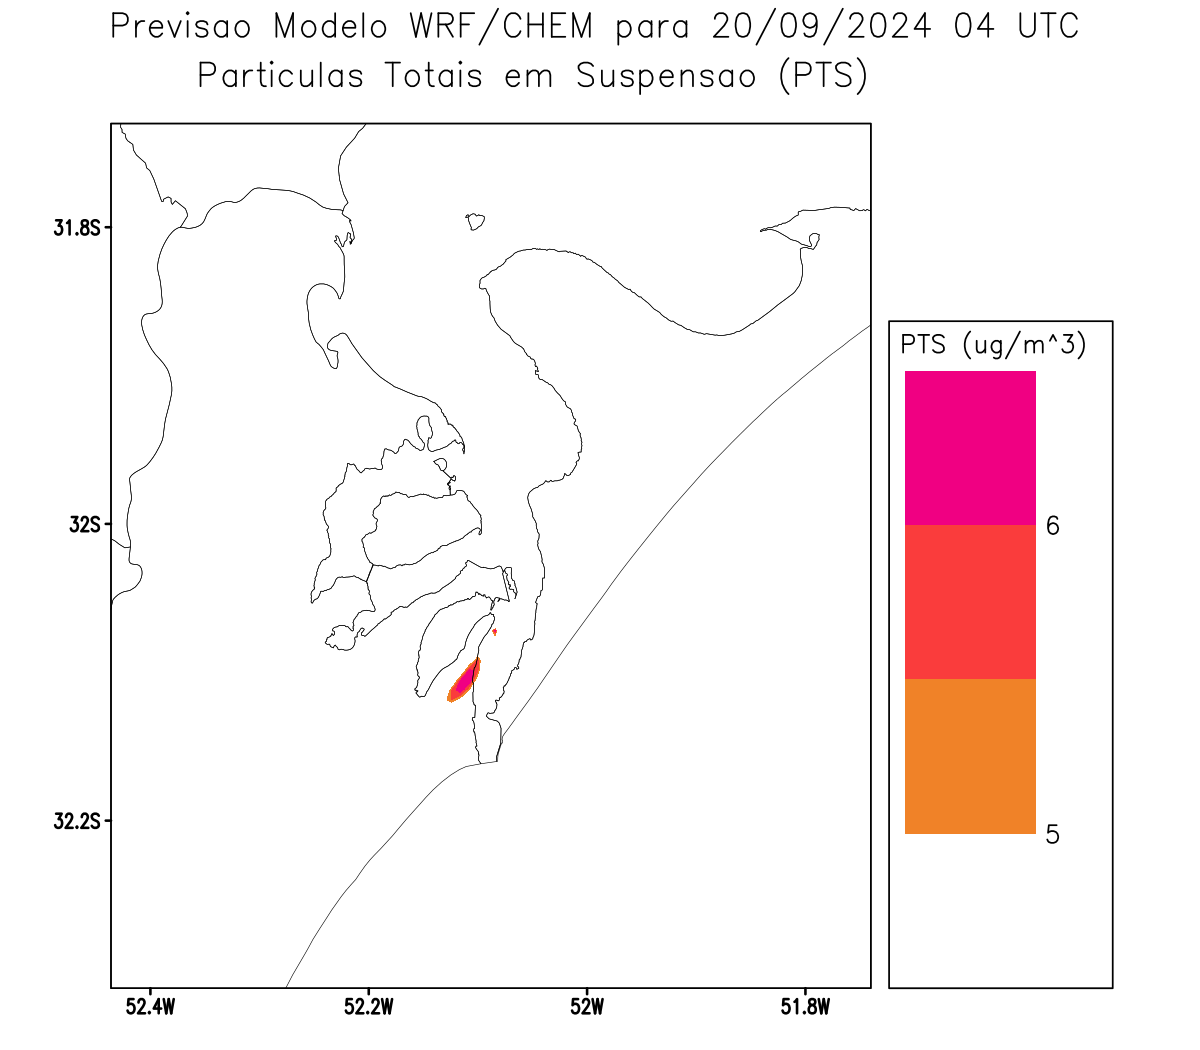 Previsao Modelo WRF/CHEM para 20/09/2024 04 UTC
Particulas Totais em Suspensao (PTS)
31.8S
32S
32.2S
52.4W
52.2W
52W
51.8W
PTS (ug/m^3)
6
5